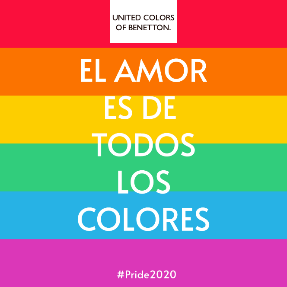 UNITED COLORS
OF BENETTON.
EL AMOR
ES DE
TODOS
LOS
COLORES
#Pride2020